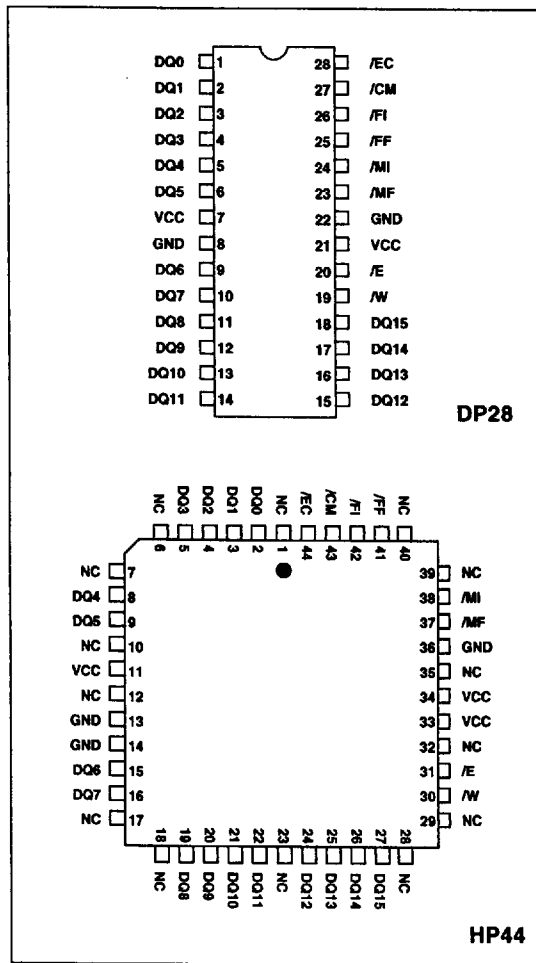 DQ0 1 28 /EC
DQ1 2 27 /CM
DQ2 3 26 /FI
DQ3 4 25 /FF
DQ4 5 24 /MI
DQ5 6 23 /MF
VCC 7 22 GND
GND 8 21 VCC
DQ6 9 20 /E
DQ7 10 19 /W
DQ8 11 18 DQ15
DQ9 12 17 DQ14
DQ10 13 16 DQ13
DQ11 14 15 DQ12
DP28
NC DQ3 DQ2 DQ1 DQ0 NC /EC /CM /FI /FF NC
6 5 4 3 2 1 44 43 42 41 40
NC 7 39 NC
DQ4 8 38 /MI
DQ5 9 37 /MF
NC 10 36 GND
VCC 11 35 NC
NC 12 34 VCC
GND 13 33 VCC
GND 14 32 NC
DQ6 15 31 /E
DQ7 16 30 /W
NC 17 29 NC
18 19 20 21 22 23 24 25 26 27 28
NC DQ8 DQ9 DQ10 DQ11 NC DQ12 DQ13 DQ14 DQ15 NC
HP44